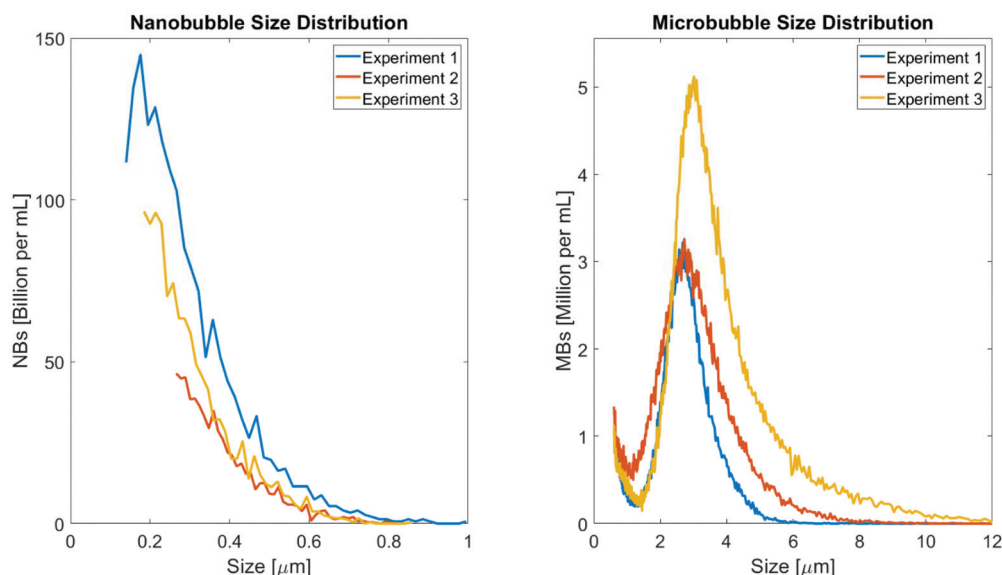 Nanobubble Size Distribution
150
100
50
0
NBs [Billion per mL]
0 0.2 0.4 0.6 0.8 1
Size [μm]
Experiment 1
Experiment 2
Experiment 3
Microbubble Size Distribution
5
4
3
2
1
0
MBs [Million per mL]
0 2 4 6 8 10 12
Size [μm]
Experiment 1
Experiment 2
Experiment 3